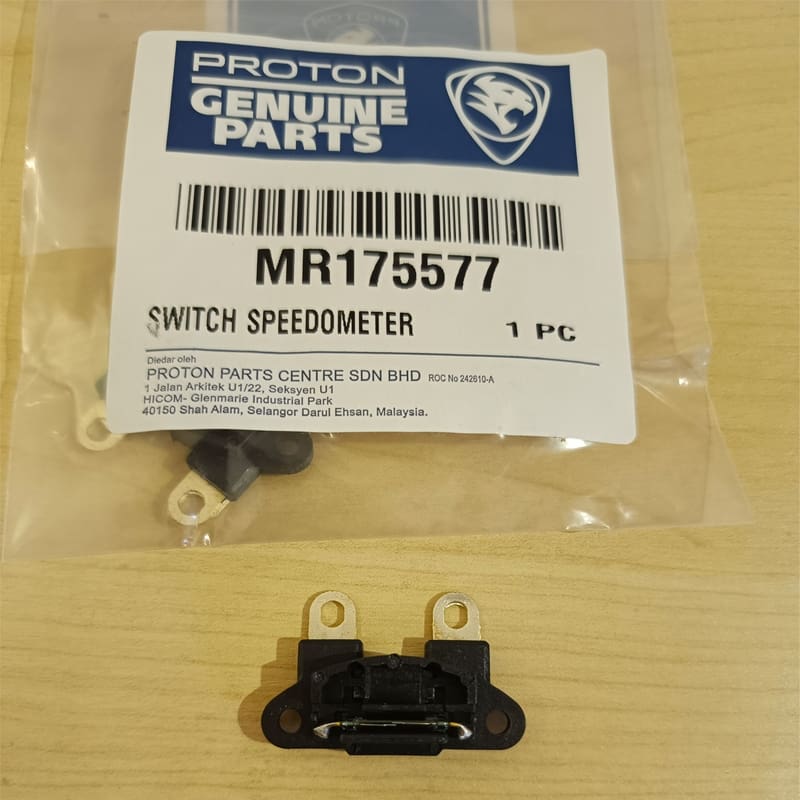 PROTON
GENUINE
PARTS
MR175577
SWITCH SPEEDOMETER 1 PC
Diedar oleh
PROTON PARTS CENTRE SDN BHD ROC No 242610-A
1 Jalan Arkitek U1/22, Seksyen U1
HICOM- Glenmarie Industrial Park
40150 Shah Alam, Selangor Darul Ehsan, Malaysia.